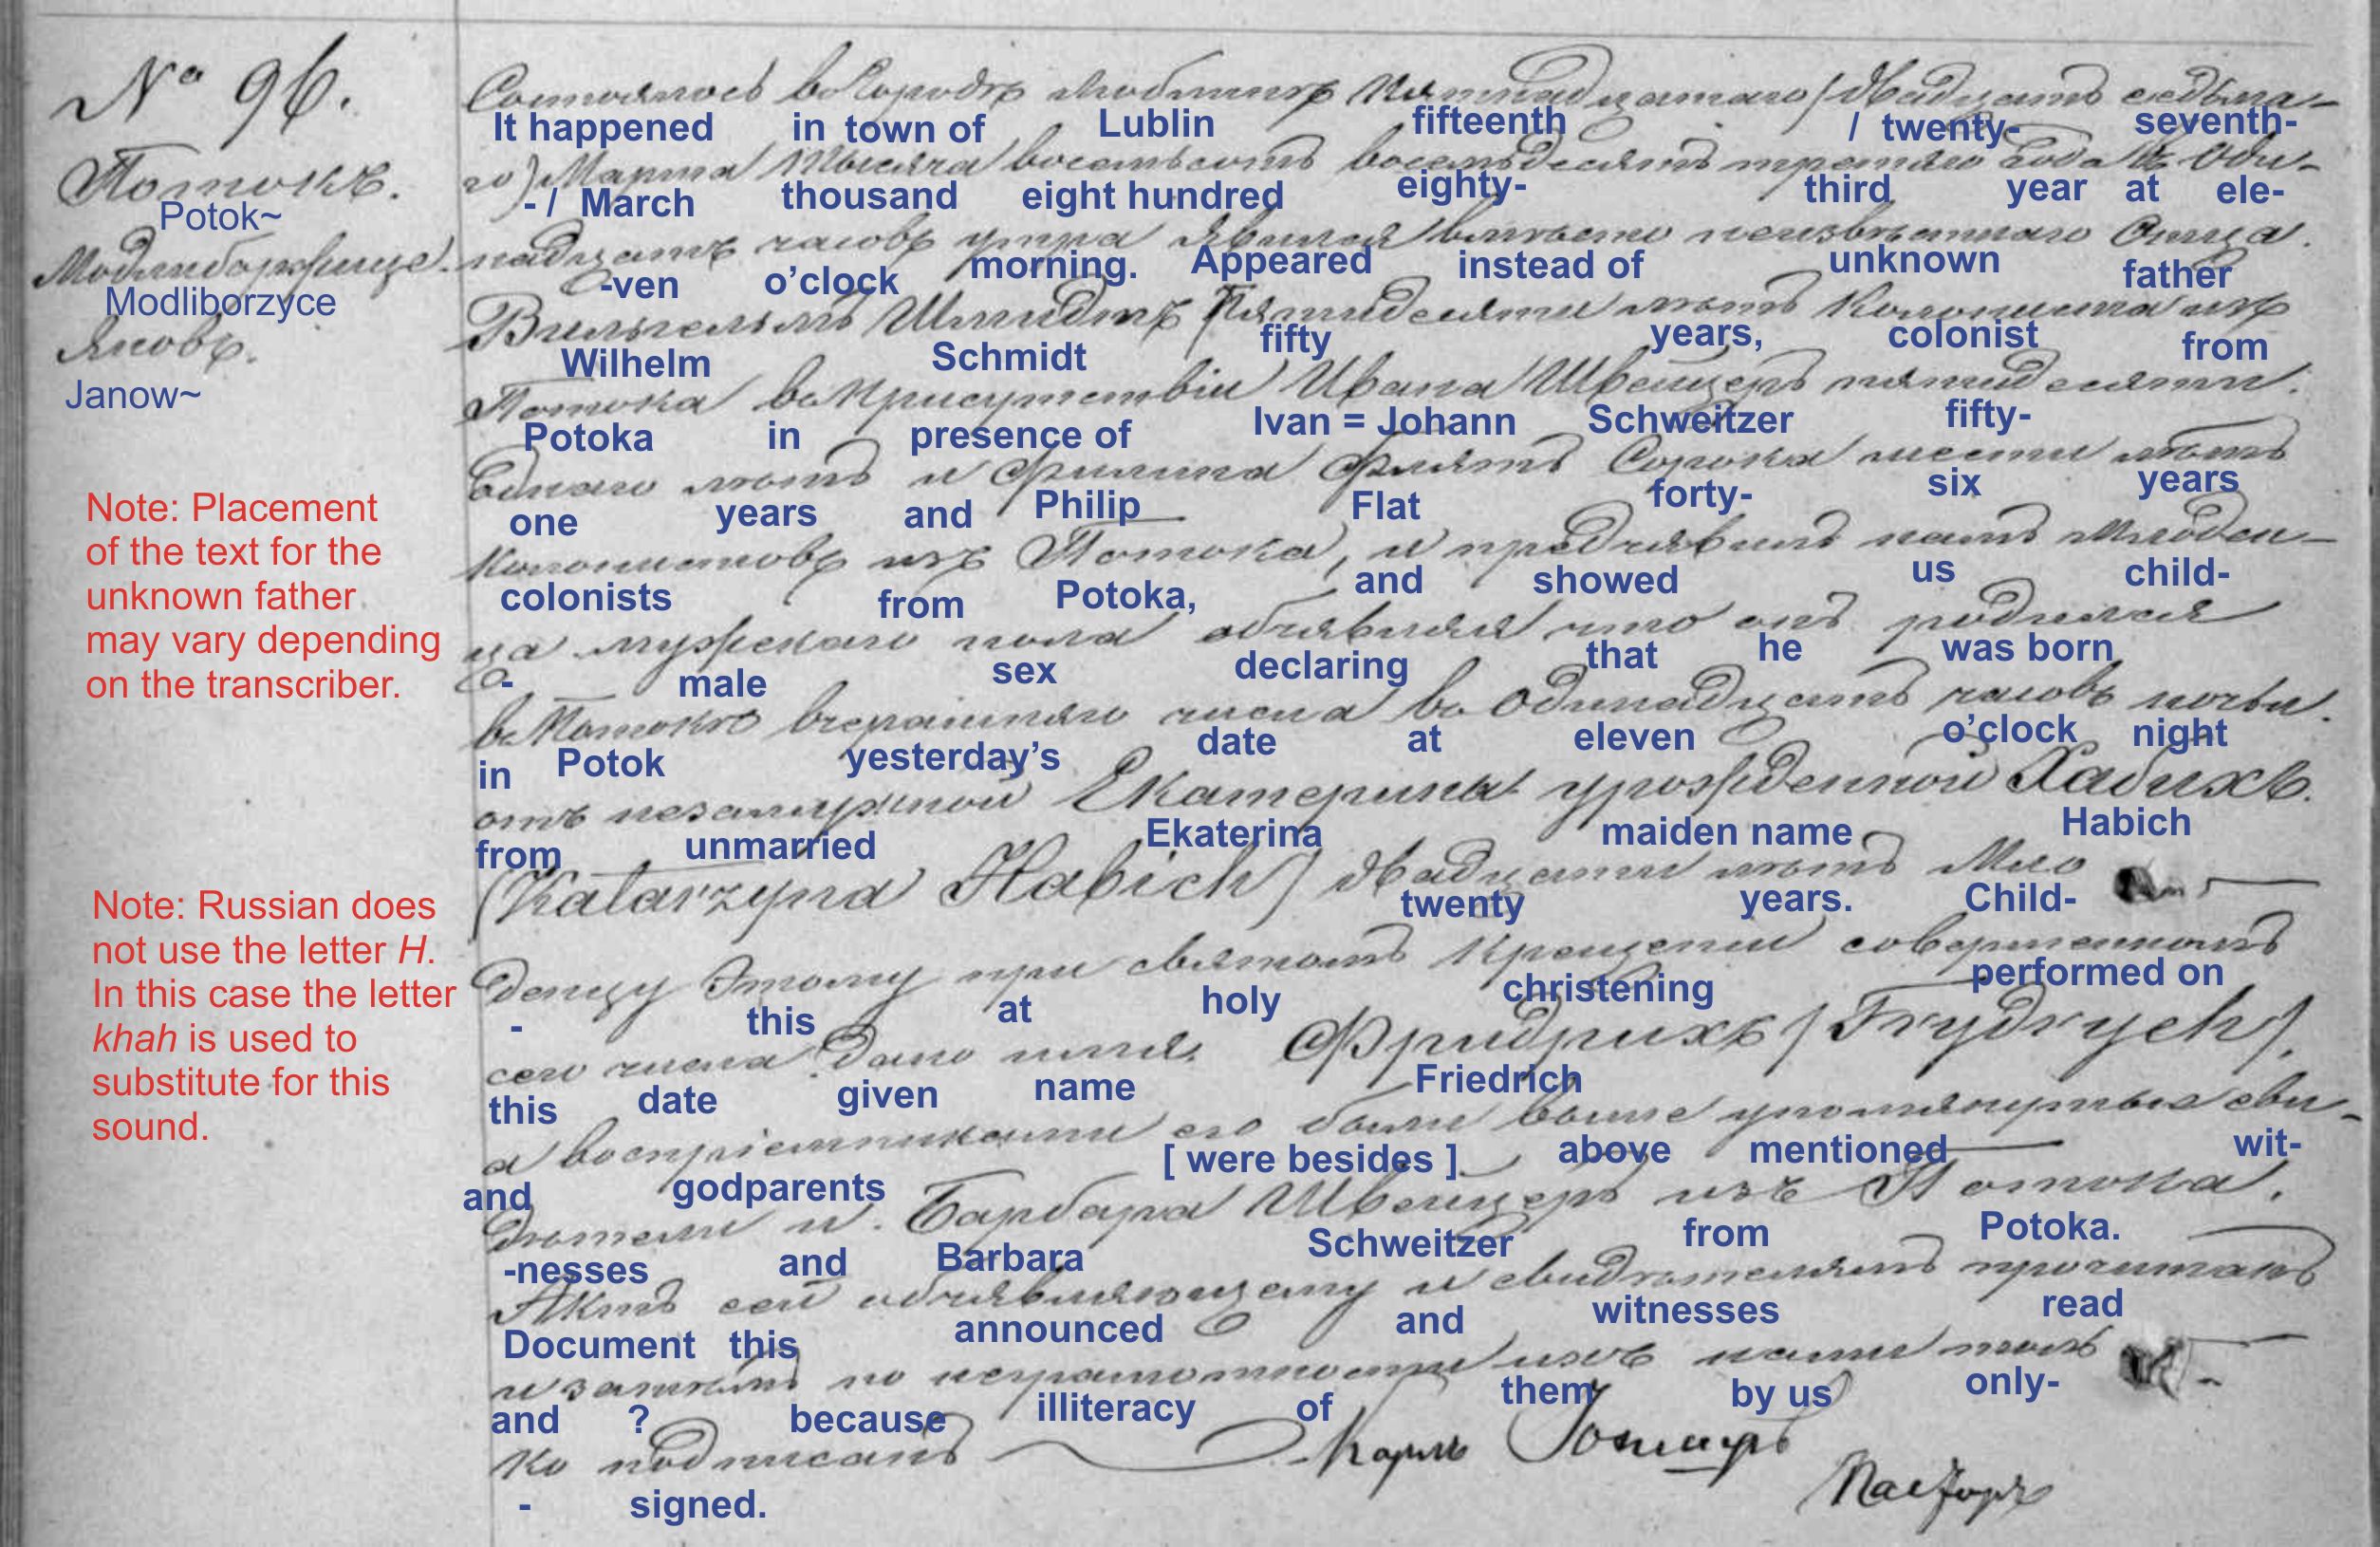 № 96.
Потокъ.
Potok~
Модлиборжице.
Modliborzyce
Яновъ.
Janow~
Note: Placement
of the text for the
unknown father
may vary depending
on the transcriber.
Note: Russian does
not use the letter H.
In this case the letter
khah is used to
substitute for this
sound.
Состоялось въ Городѣ Люблинѣ Пятнадцатаго / Двадцать седьма-
It happened in town of Lublin fifteenth / twenty- seventh-
го) Марта Тысяча восемьсотъ восемьдесятъ третьяго Года въ Оди-
- / March thousand eight hundred eighty- third year at ele-
надцать часовъ утра Явился вмѣсто неизвѣстнаго Отца.
-ven o’clock morning. Appeared instead of unknown father
Вильгельмъ Шмидтъ Пятидесяти лѣтъ Колониста изъ
Wilhelm Schmidt fifty years, colonist from
Потока въ присутствіи Ивана Швейцеръ пятидесяти.
Potoka in presence of Ivan = Johann Schweitzer fifty-
Однаго лѣтъ и Филипа Флятъ Сорока шести лѣтъ
one years and Philip Flat forty- six years
Колонистовъ изъ Потока, и предъявилъ намъ Младен-
colonists from Potoka, and showed us child-
ца мужескаго пола объявляя что онъ родился
- male sex declaring that he was born
въ Потокѣ вчерашняго числа въ Одинадцать часовъ ночьи.
in Potok yesterday’s date at eleven o’clock night
отъ незамужной Екатерины урожденной Хабихъ.
from unmarried Ekaterina maiden name Habich
(Katarzyna Habich) Двадцати лѣтъ Мла
twenty years. Child-
денцу Этому при святомъ Крещении совершенномъ
- this at holy christening performed on
сего числа Дано имя. Фридрихъ (Frydrych).
this date given name Friedrich
а воспріемниками его были выше упомянутые сви-
and godparents [ were besides ] above mentioned wit-
дѣтели и. Барбара Швейцеръ изъ Потока.
-nesses and Barbara Schweitzer from Potoka.
Актъ сей объявляющему и свидѣтелямъ прочитанъ
Document this announced and witnesses read
и затѣмъ по неграмотности ихъ нами толь
and ? because illiteracy of them by us only-
ко подписанъ Карль Пасторъ
- signed.